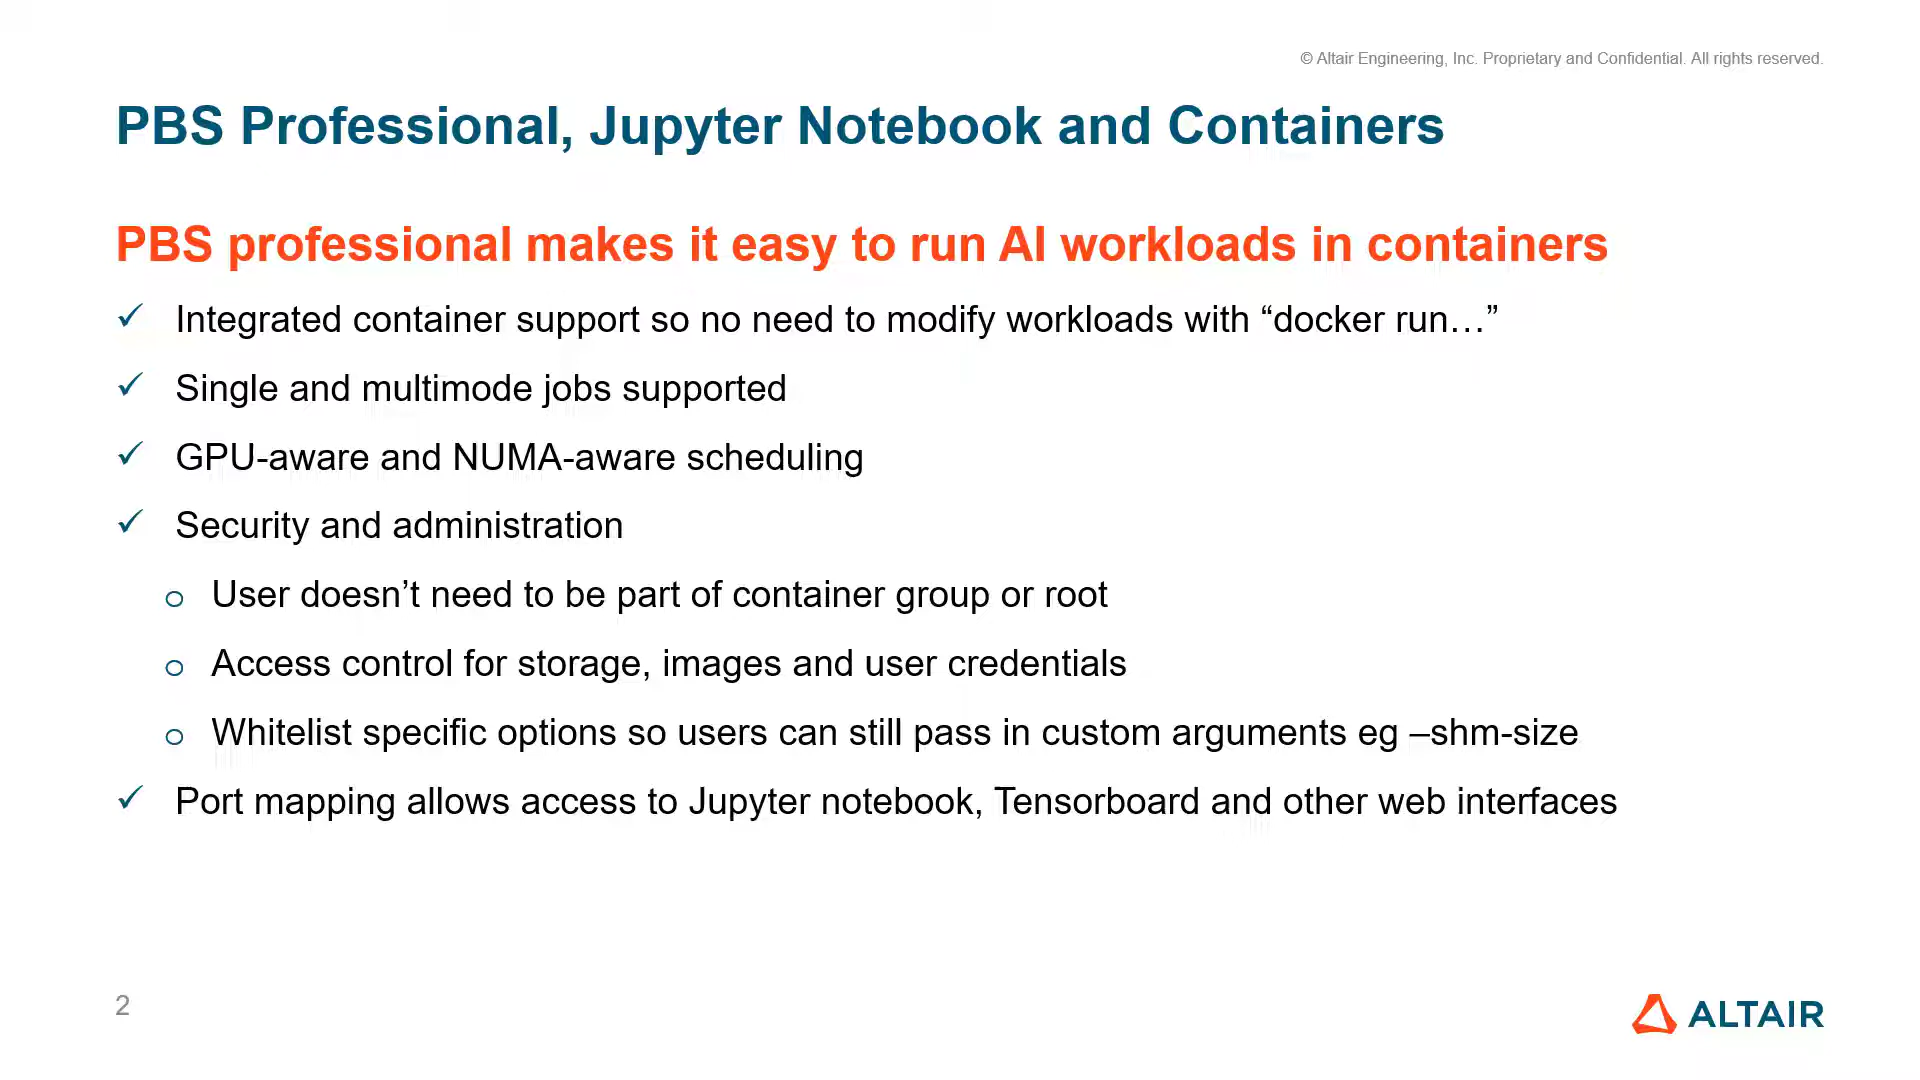 © Altair Engineering, Inc. Proprietary and Confidential. All rights reserved.
PBS Professional, Jupyter Notebook and Containers
PBS professional makes it easy to run AI workloads in containers
✓ Integrated container support so no need to modify workloads with “docker run…”
✓ Single and multimode jobs supported
✓ GPU-aware and NUMA-aware scheduling
✓ Security and administration
o User doesn’t need to be part of container group or root
o Access control for storage, images and user credentials
o Whitelist specific options so users can still pass in custom arguments eg –shm-size
✓ Port mapping allows access to Jupyter notebook, Tensorboard and other web interfaces
2
ALTAIR